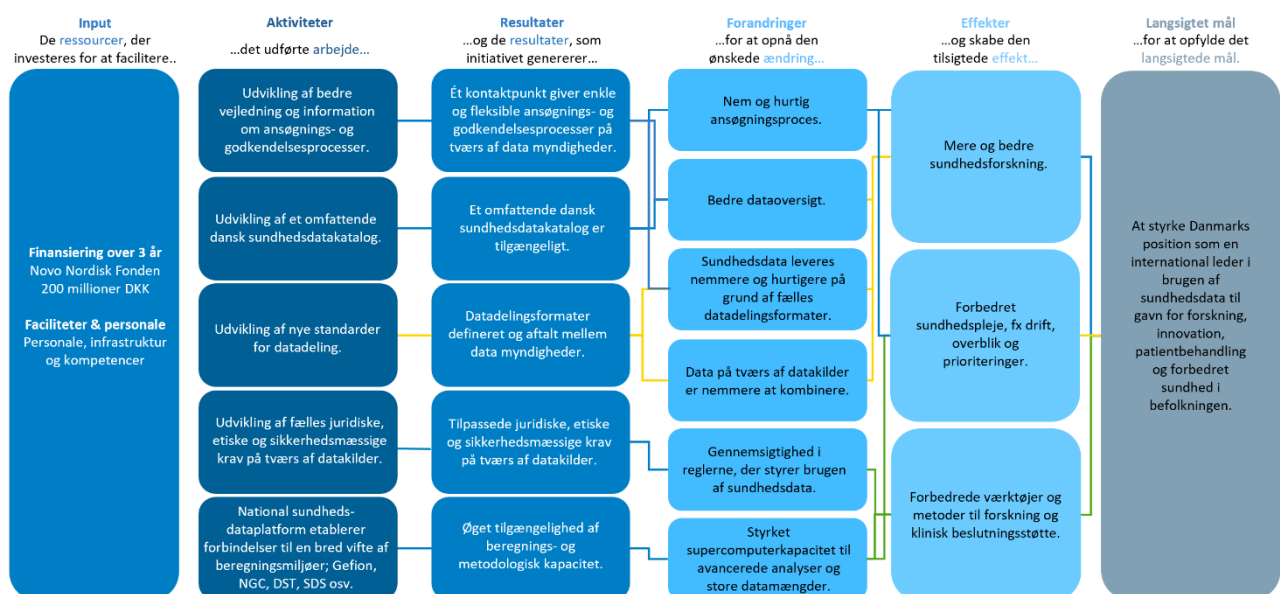 Input
De ressourcer, der
investeres for at facilitere..
Finansiering over 3 år
Novo Nordisk Fonden
200 millioner DKK
Faciliteter & personale
Personale, infrastruktur
og kompetencer
Aktiviteter
...det udførte arbejde...
Udvikling af bedre
vejledning og information
om ansøgnings- og
godkendelsesprocesser.
Udvikling af et omfattende
dansk sundhedsdatakatalog.
Udvikling af nye standarder
for datadeling.
Udvikling af fælles juridiske,
etiske og sikkerhedsmæssige
krav på tværs af datakilder.
National sundheds-
dataplatform etablerer
forbindelser til en bred vifte af
beregningsmiljøer; Gefion,
NGC, DST, SDS osv.
Resultater
...og de resultater, som
initiativet genererer...
Ét kontaktpunkt giver enkle
og fleksible ansøgnings- og
godkendelsesprocesser på
tværs af data myndigheder.
Et omfattende dansk
sundhedsdatakatalog er
tilgængeligt.
Datadelingsformater
defineret og aftalt mellem
data myndigheder.
Tilpassede juridiske, etiske
og sikkerhedsmæssige krav
på tværs af datakilder.
Øget tilgængelighed af
beregnings- og
metodologisk kapacitet.
Forandringer
...for at opnå den
ønskede ændring...
Nem og hurtig
ansøgningsproces.
Bedre dataoversigt.
Sundhedsdata leveres
nemmere og hurtigere på
grund af fælles
datadelingsformater.
Data på tværs af datakilder
er nemmere at kombinere.
Gennemsigtighed i
reglerne, der styrer brugen
af sundhedsdata.
Styrket
supercomputerkapacitet til
avancerede analyser og
store datamængder.
Effekter
...og skabe den
tilsigtede effekt...
Mere og bedre
sundhedsforskning.
Forbedret
sundhedspleje, fx drift,
overblik og
prioriteringer.
Forbedrede værktøjer og
metoder til forskning og
klinisk beslutningsstøtte.
Langsigtet mål
...for at opfylde det
langsigtede mål.
At styrke Danmarks
position som en
international leder i
brugen af
sundhedsdata til
gavn for forskning,
innovation,
patientbehandling
og forbedret
sundhed i
befolkningen.